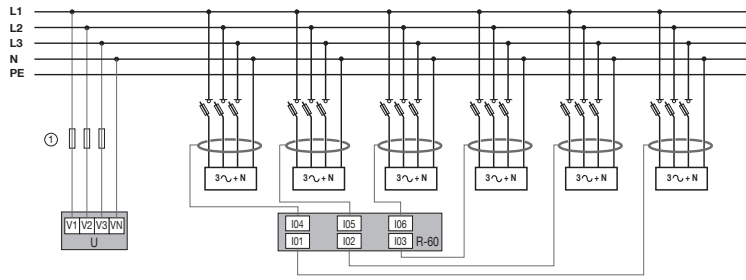 L1
L2
L3
N
PE
①
3∿+N 3∿+N 3∿+N 3∿+N 3∿+N 3∿+N
V1 V2 V3 VN
U
I04 I05 I06
I01 I02 I03 R-60